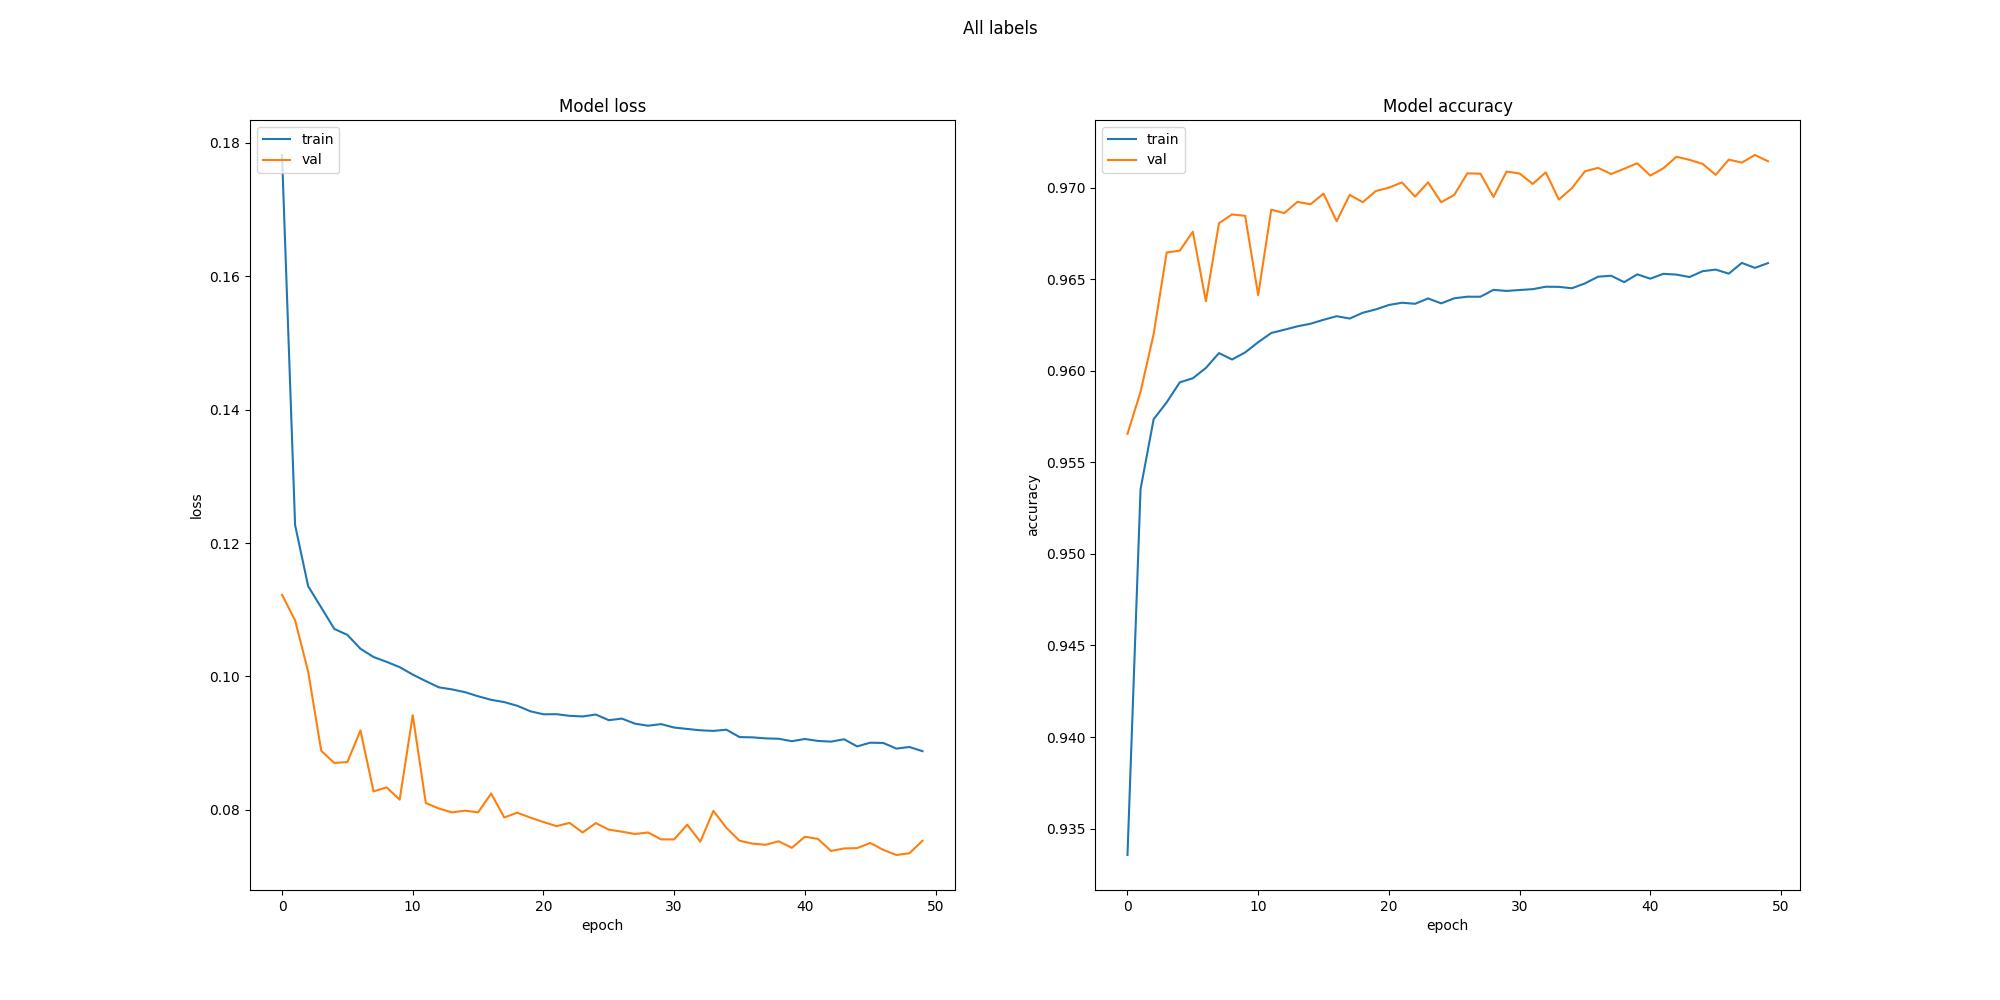 All labels
Model loss
train
val
0.18
0.16
0.14
0.12
0.10
0.08
loss
0 10 20 30 40 50
epoch
Model accuracy
train
val
0.970
0.965
0.960
0.955
0.950
0.945
0.940
0.935
accuracy
0 10 20 30 40 50
epoch